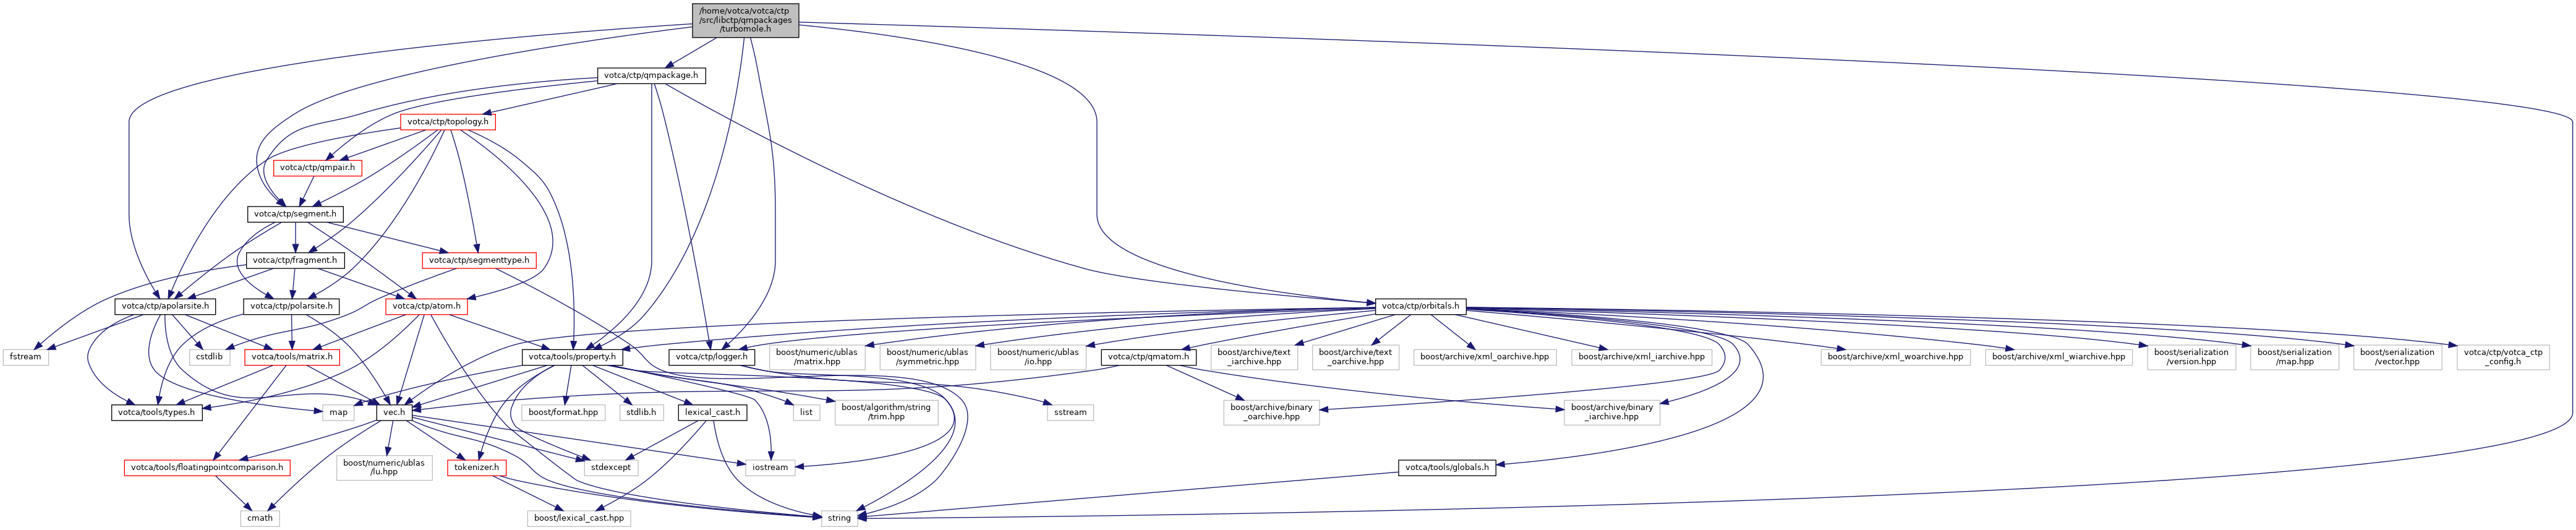 /home/votca/votca/ctp
/src/libctp/qmpackages
/turbomole.h
votca/ctp/qmpackage.h
votca/ctp/topology.h
votca/ctp/qmpair.h
votca/ctp/segment.h
votca/ctp/fragment.h
votca/ctp/segmenttype.h
votca/ctp/apolarsite.h
votca/ctp/polarsite.h
votca/ctp/atom.h
votca/ctp/orbitals.h
fstream
cstdlib
votca/tools/matrix.h
votca/tools/property.h
votca/ctp/logger.h
boost/numeric/ublas
/matrix.hpp
boost/numeric/ublas
/symmetric.hpp
boost/numeric/ublas
/io.hpp
votca/ctp/qmatom.h
boost/archive/text
_iarchive.hpp
boost/archive/text
_oarchive.hpp
boost/archive/xml_oarchive.hpp
boost/archive/xml_iarchive.hpp
boost/archive/xml_woarchive.hpp
boost/archive/xml_wiarchive.hpp
boost/serialization
/version.hpp
boost/serialization
/map.hpp
boost/serialization
/vector.hpp
votca/ctp/votca_ctp
_config.h
votca/tools/types.h
map
vec.h
boost/format.hpp
stdlib.h
lexical_cast.h
list
boost/algorithm/string
/trim.hpp
sstream
boost/archive/binary
_oarchive.hpp
boost/archive/binary
_iarchive.hpp
votca/tools/floatingpointcomparison.h
boost/numeric/ublas
/lu.hpp
tokenizer.h
stdexcept
iostream
votca/tools/globals.h
cmath
boost/lexical_cast.hpp
string